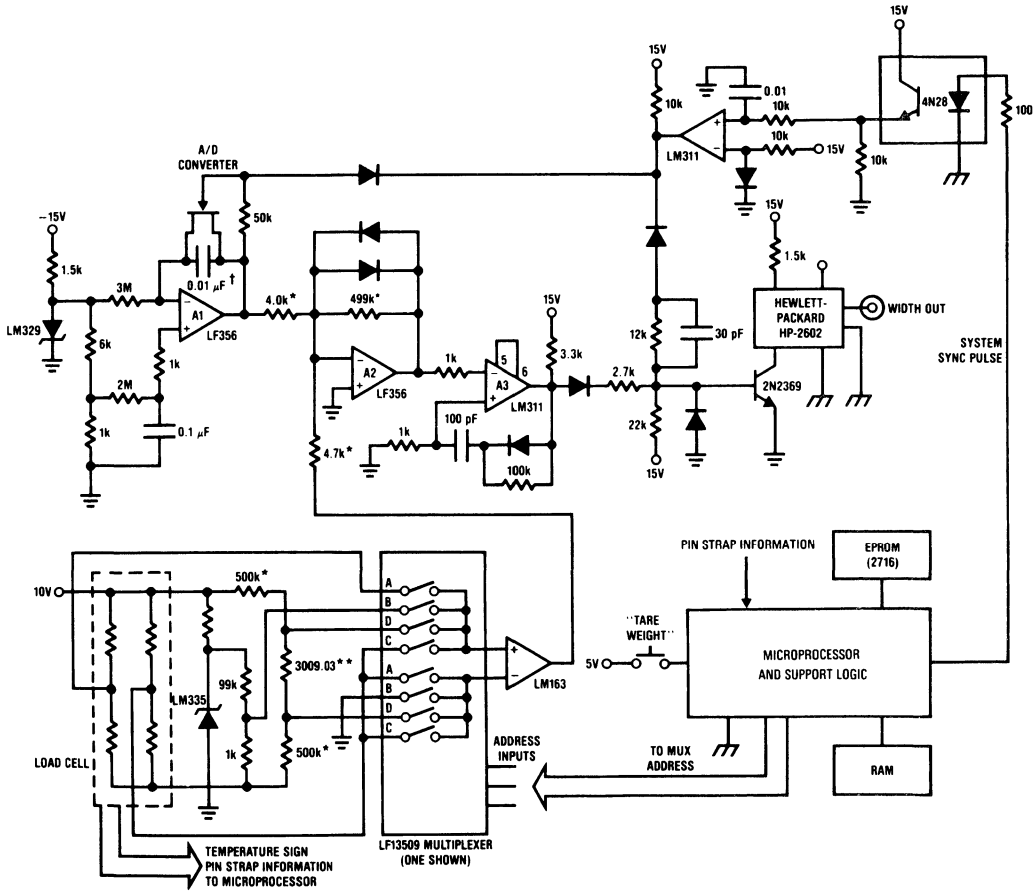 15V
15V
0.01
10k
10k
4N28
100
A/D
CONVERTER
LM311
10k
15V
10k
−15V
50k
15V
1.5k
1.5k
3M
0.01 µF †
A1
LF356
4.0k*
499k*
15V
HEWLETT-
PACKARD
HP-2602
WIDTH OUT
LM329
6k
3.3k
12k
30 pF
SYSTEM
SYNC PULSE
1k
2M
A2
LF356
1k
5
6
A3
LM311
2.7k
2N2369
1k
0.1 µF
4.7k*
1k
100 pF
100k
22k
15V
PIN STRAP INFORMATION
EPROM
(2716)
10V
500k*
A
B
D
C
"TARE
WEIGHT"
5V
MICROPROCESSOR
AND SUPPORT LOGIC
3009.03**
A
B
D
C
LM163
LM335
99k
1k
500k*
LOAD CELL
ADDRESS
INPUTS
TO MUX
ADDRESS
RAM
LF13509 MULTIPLEXER
(ONE SHOWN)
TEMPERATURE SIGN
PIN STRAP INFORMATION
TO MICROPROCESSOR
+
−
+
−
+
−
+
−
+
−